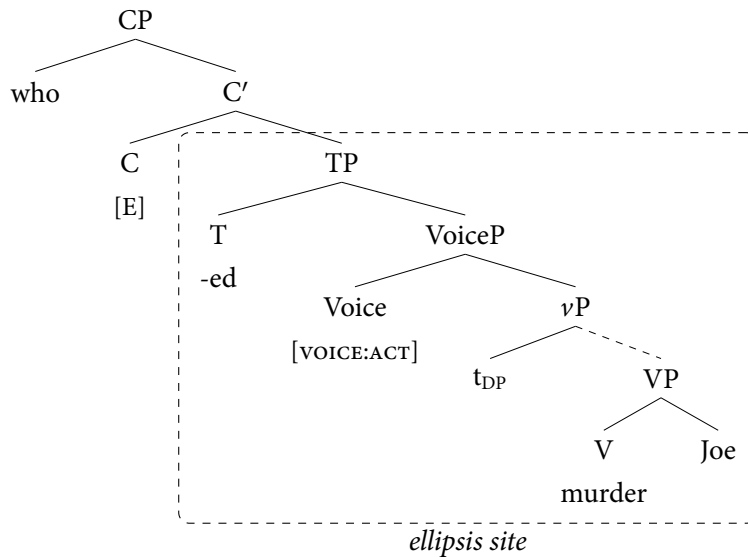 CP
who C′
C TP
[E]
T VoiceP
-ed
Voice vP
[VOICE:ACT]
tDP VP
V Joe
murder
ellipsis site